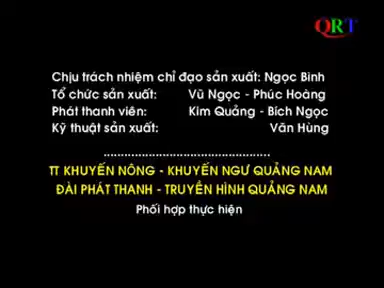 QRT
Chịu trách nhiệm chỉ đạo sản xuất: Ngọc Binh
Tổ chức sản xuất: Vũ Ngọc - Phúc Hoàng
Phát thanh viên: Kim Quảng - Bích Ngọc
Kỹ thuật sản xuất: Văn Hùng
................................................
TT KHUYẾN NÔNG - KHUYẾN NGƯ QUẢNG NAM
ĐÀI PHÁT THANH - TRUYỀN HÌNH QUẢNG NAM
Phối hợp thực hiện